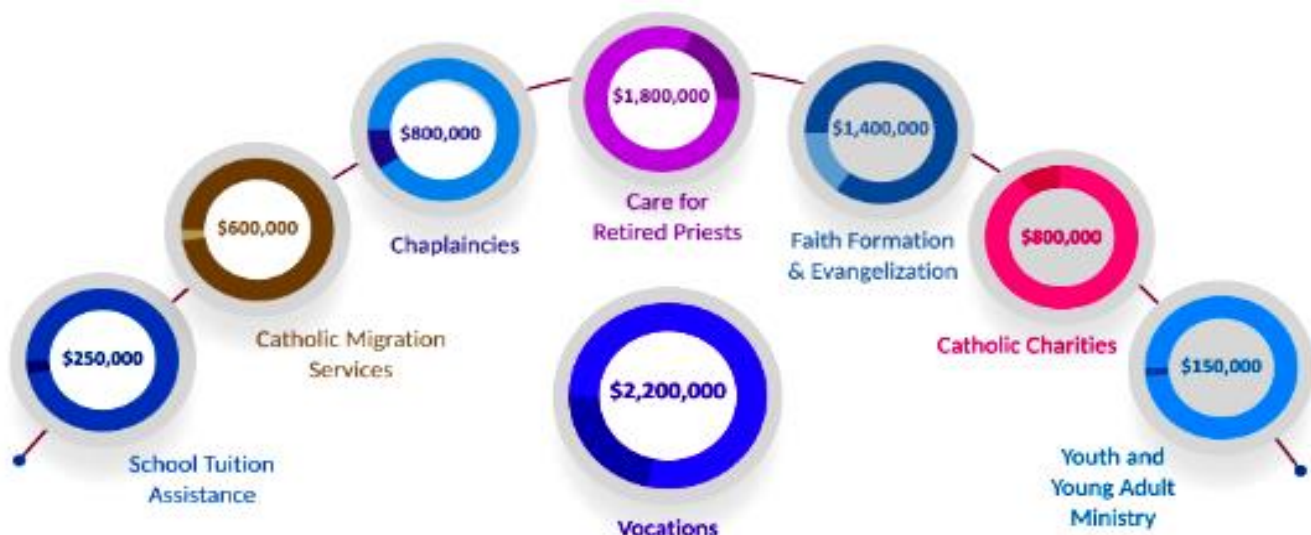 $250,000
School Tuition
Assistance
$600,000
Catholic Migration
Services
$800,000
Chaplaincies
$1,800,000
Care for
Retired Priests
$1,400,000
Faith Formation
& Evangelization
$800,000
Catholic Charities
$150,000
Youth and
Young Adult
Ministry
$2,200,000
Vocations